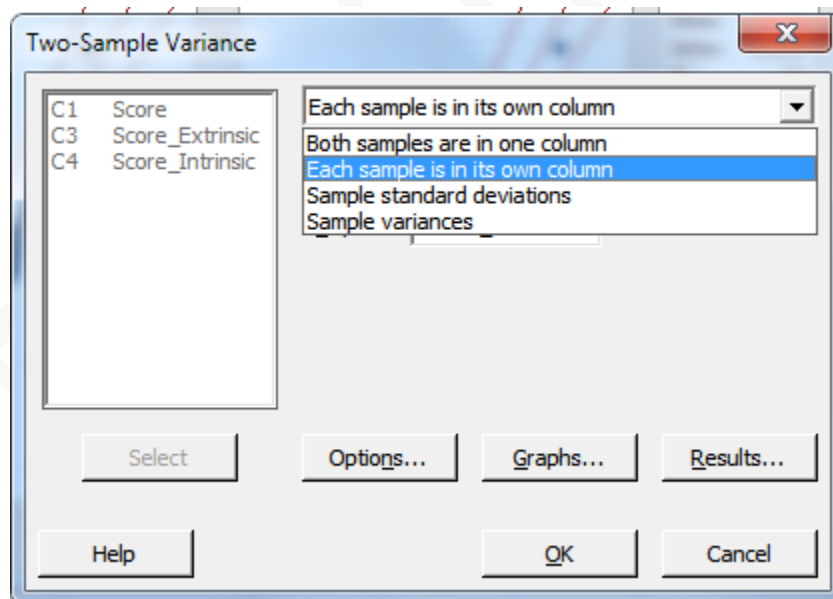 Two-Sample Variance
C1 Score
C3 Score_Extrinsic
C4 Score_Intrinsic
Each sample is in its own column
Both samples are in one column
Each sample is in its own column
Sample standard deviations
Sample variances
Select
Options...
Graphs...
Results...
Help
OK
Cancel